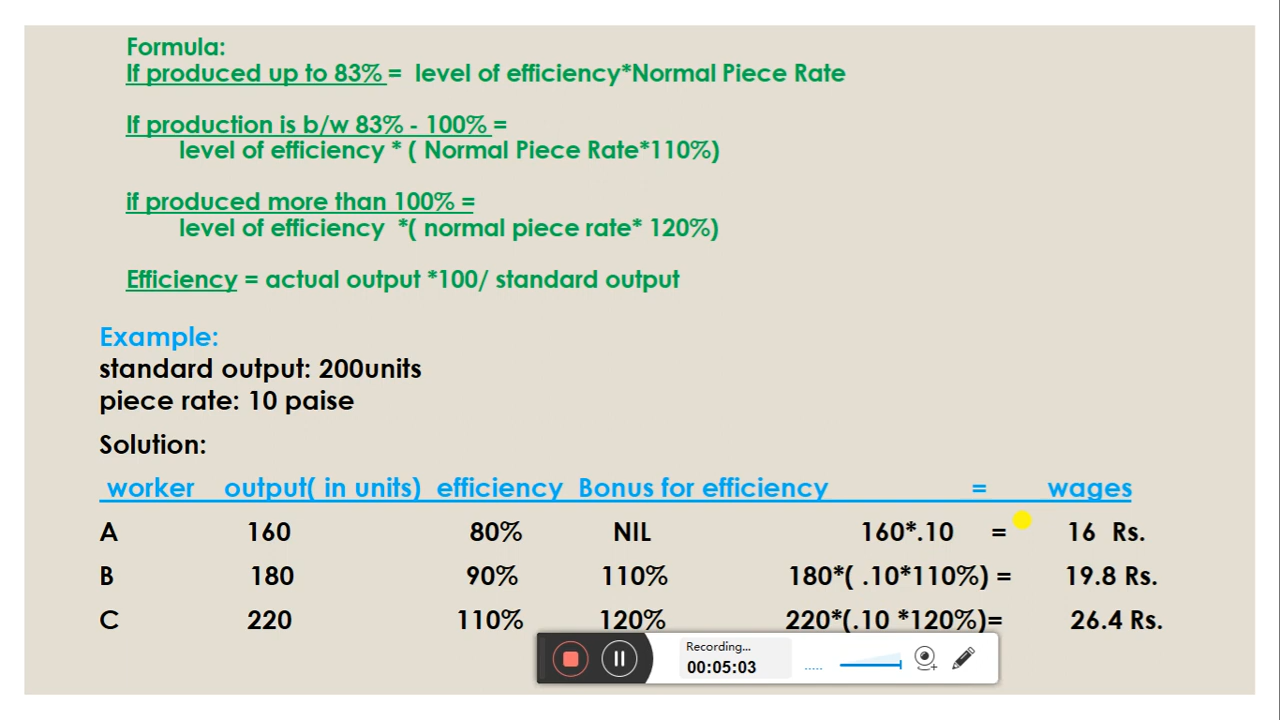 Formula:
If produced up to 83% = level of efficiency*Normal Piece Rate
If production is b/w 83% - 100% =
level of efficiency * ( Normal Piece Rate*110%)
if produced more than 100% =
level of efficiency *( normal piece rate* 120%)
Efficiency = actual output *100/ standard output
Example:
standard output: 200units
piece rate: 10 paise
Solution:
worker output( in units) efficiency Bonus for efficiency = wages
A 160 80% NIL 160*.10 = 16 Rs.
B 180 90% 110% 180*( .10*110%) = 19.8 Rs.
C 220 110% 120% 220*(.10 *120%)= 26.4 Rs.
Recording...
00:05:03